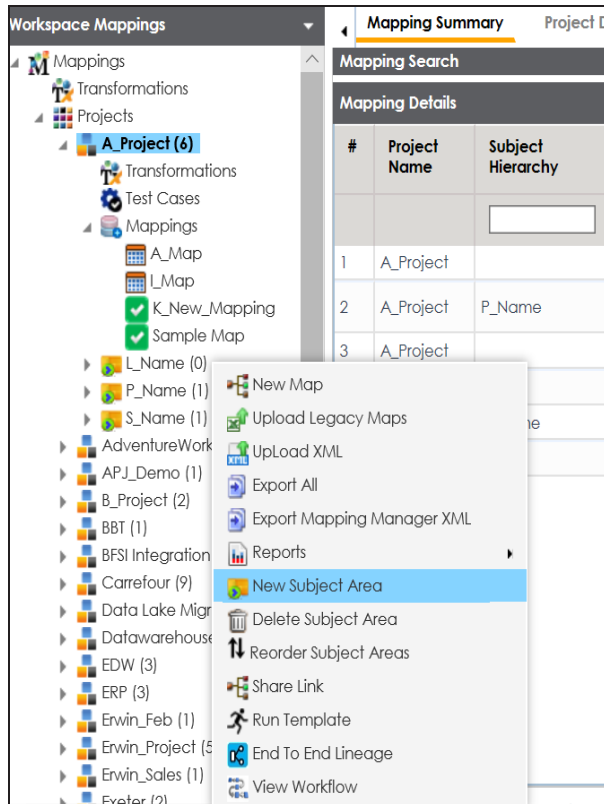 Workspace Mappings
Mappings
Transformations
Projects
A_Project (6)
Transformations
Test Cases
Mappings
A_Map
I_Map
K_New_Mapping
Sample Map
L_Name (0)
P_Name (1)
S_Name (1)
AdventureWork
APJ_Demo (1)
B_Project (2)
BBT (1)
BFSI Integration
Carrefour (9)
Data Lake Migr
Datawarehouse
EDW (3)
ERP (3)
Erwin_Feb (1)
Erwin_Project (5
Erwin_Sales (1)
Exeter (2)
New Map
Upload Legacy Maps
UpLoad XML
Export All
Export Mapping Manager XML
Reports
New Subject Area
Delete Subject Area
Reorder Subject Areas
Share Link
Run Template
End To End Lineage
View Workflow
Mapping Summary Project D
Mapping Search
Mapping Details
# Project Name Subject Hierarchy
1 A_Project
2 A_Project P_Name
3 A_Project
ne